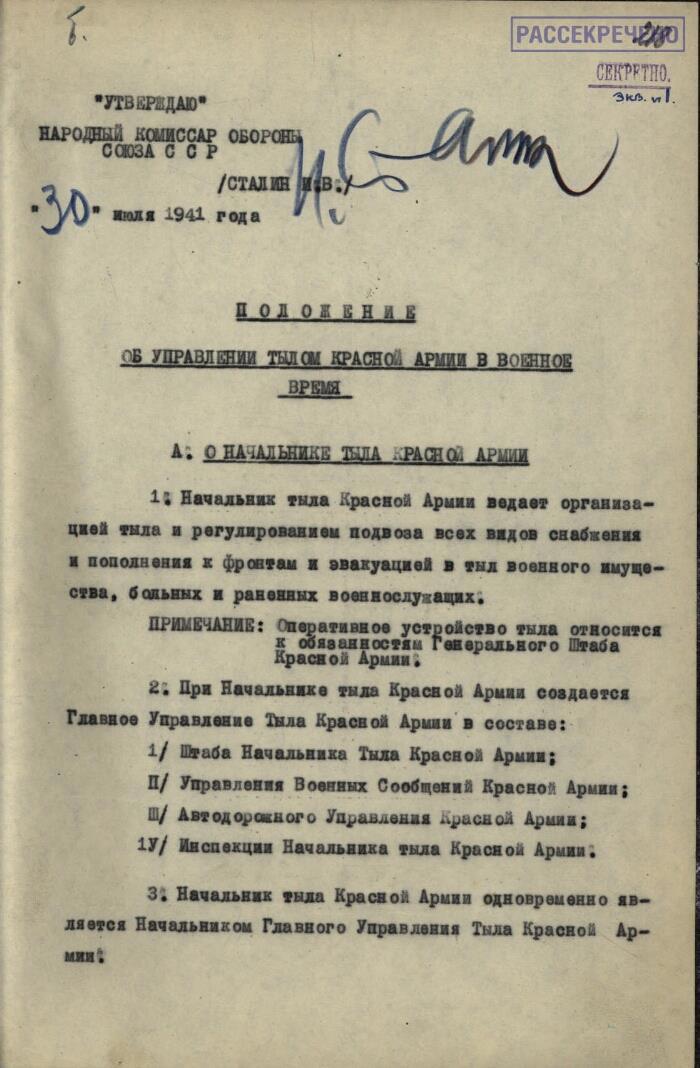 Б.
РАССЕКРЕЧЕНО
СЕКРЕТНО.
экз. №1.
"УТВЕРЖДАЮ"
НАРОДНЫЙ КОМИССАР ОБОРОНЫ
СОЮЗА С С Р
/СТАЛИН И.В./
И. Сталин
"30" июля 1941 года
П О Л О Ж Е Н И Е
ОБ УПРАВЛЕНИИ ТЫЛОМ КРАСНОЙ АРМИИ В ВОЕННОЕ
ВРЕМЯ
А. О НАЧАЛЬНИКЕ ТЫЛА КРАСНОЙ АРМИИ
1. Начальник тыла Красной Армии ведает организа-
цией тыла и регулированием подвоза всех видов снабжения
и пополнения к фронтам и эвакуацией в тыл военного имуще-
ства, больных и раненных военнослужащих.
ПРИМЕЧАНИЕ: Оперативное устройство тыла относится
к обязанностям Генерального Штаба
Красной Армии.
2. При Начальнике тыла Красной Армии создается
Главное Управление Тыла Красной Армии в составе:
1/ Штаба Начальника Тыла Красной Армии;
П/ Управления Военных Сообщений Красной Армии;
Ш/ Автодорожного Управления Красной Армии;
1У/ Инспекции Начальника тыла Красной Армии.
3. Начальник тыла Красной Армии одновременно яв-
ляется Начальником Главного Управления Тыла Красной Ар-
мии.